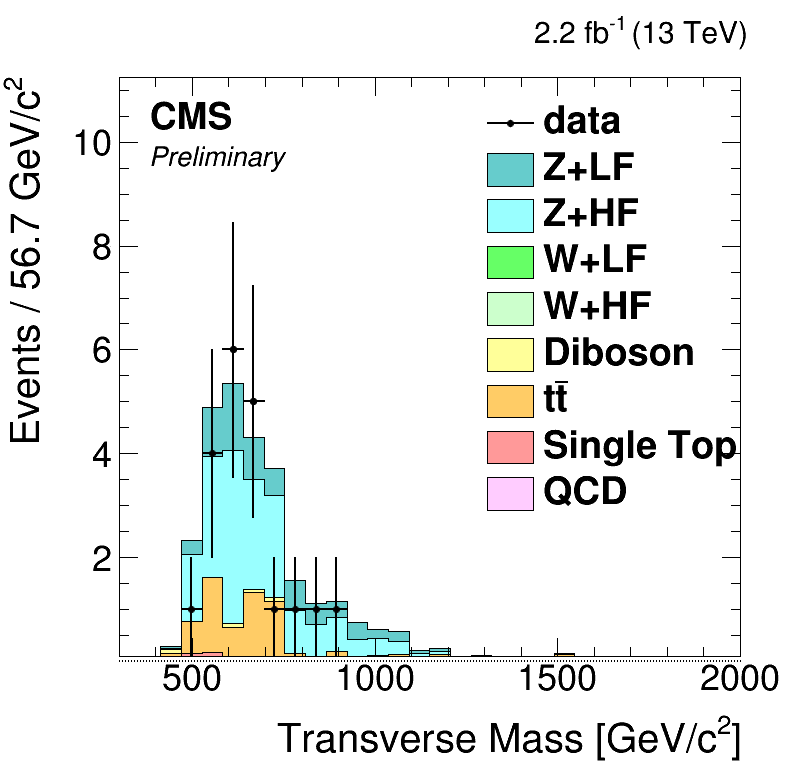 2.2 fb⁻¹ (13 TeV)
CMS
Preliminary
data
Z+LF
Z+HF
W+LF
W+HF
Diboson
tt̄
Single Top
QCD
Events / 56.7 GeV/c²
10
8
6
4
2
500 1000 1500 2000
Transverse Mass [GeV/c²]